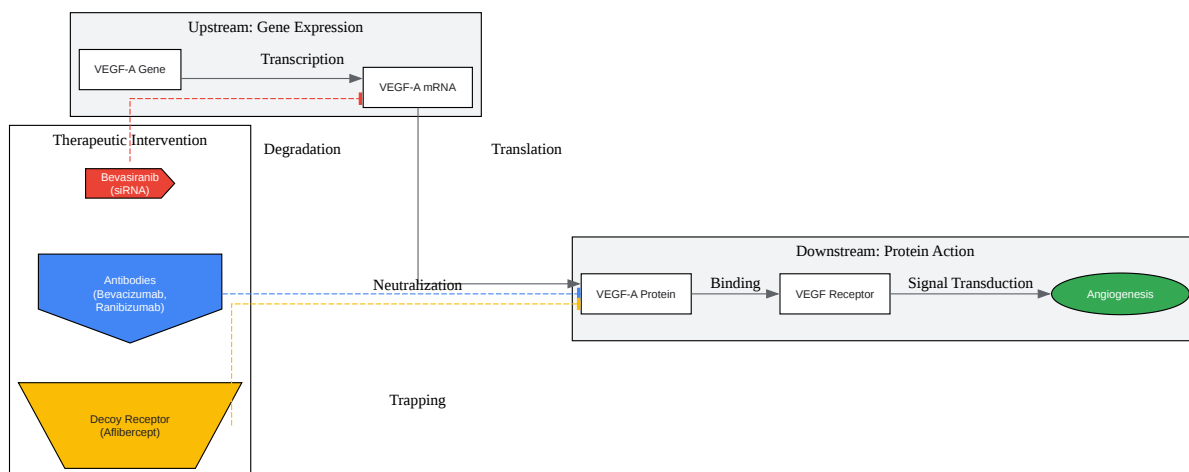 Upstream: Gene Expression
VEGF-A Gene
Transcription
VEGF-A mRNA
Therapeutic Intervention
Degradation
Translation
Bevasiranib
(siRNA)
Downstream: Protein Action
Antibodies
(Bevacizumab,
Ranibizumab)
Neutralization
VEGF-A Protein
Binding
VEGF Receptor
Signal Transduction
Angiogenesis
Trapping
Decoy Receptor
(Aflibercept)